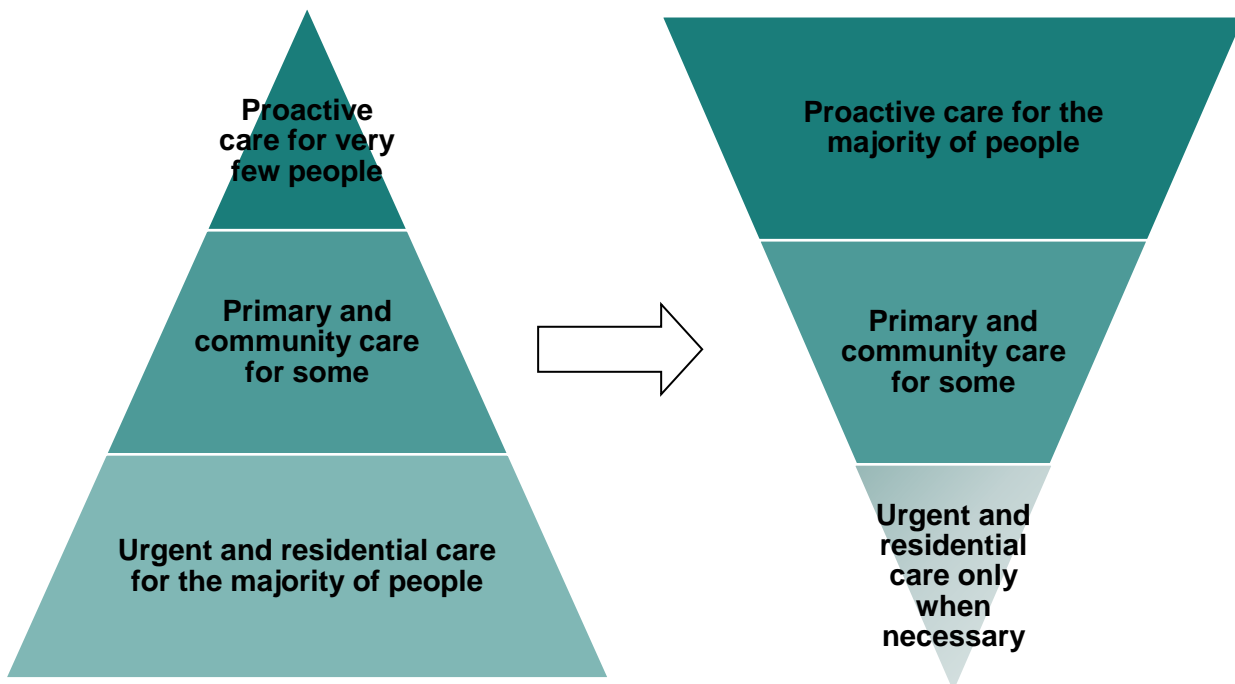 Proactive
care for very
few people
Primary and
community care
for some
Urgent and residential care
for the majority of people
Proactive care for the
majority of people
Primary and
community care
for some
Urgent and
residential
care only
when
necessary